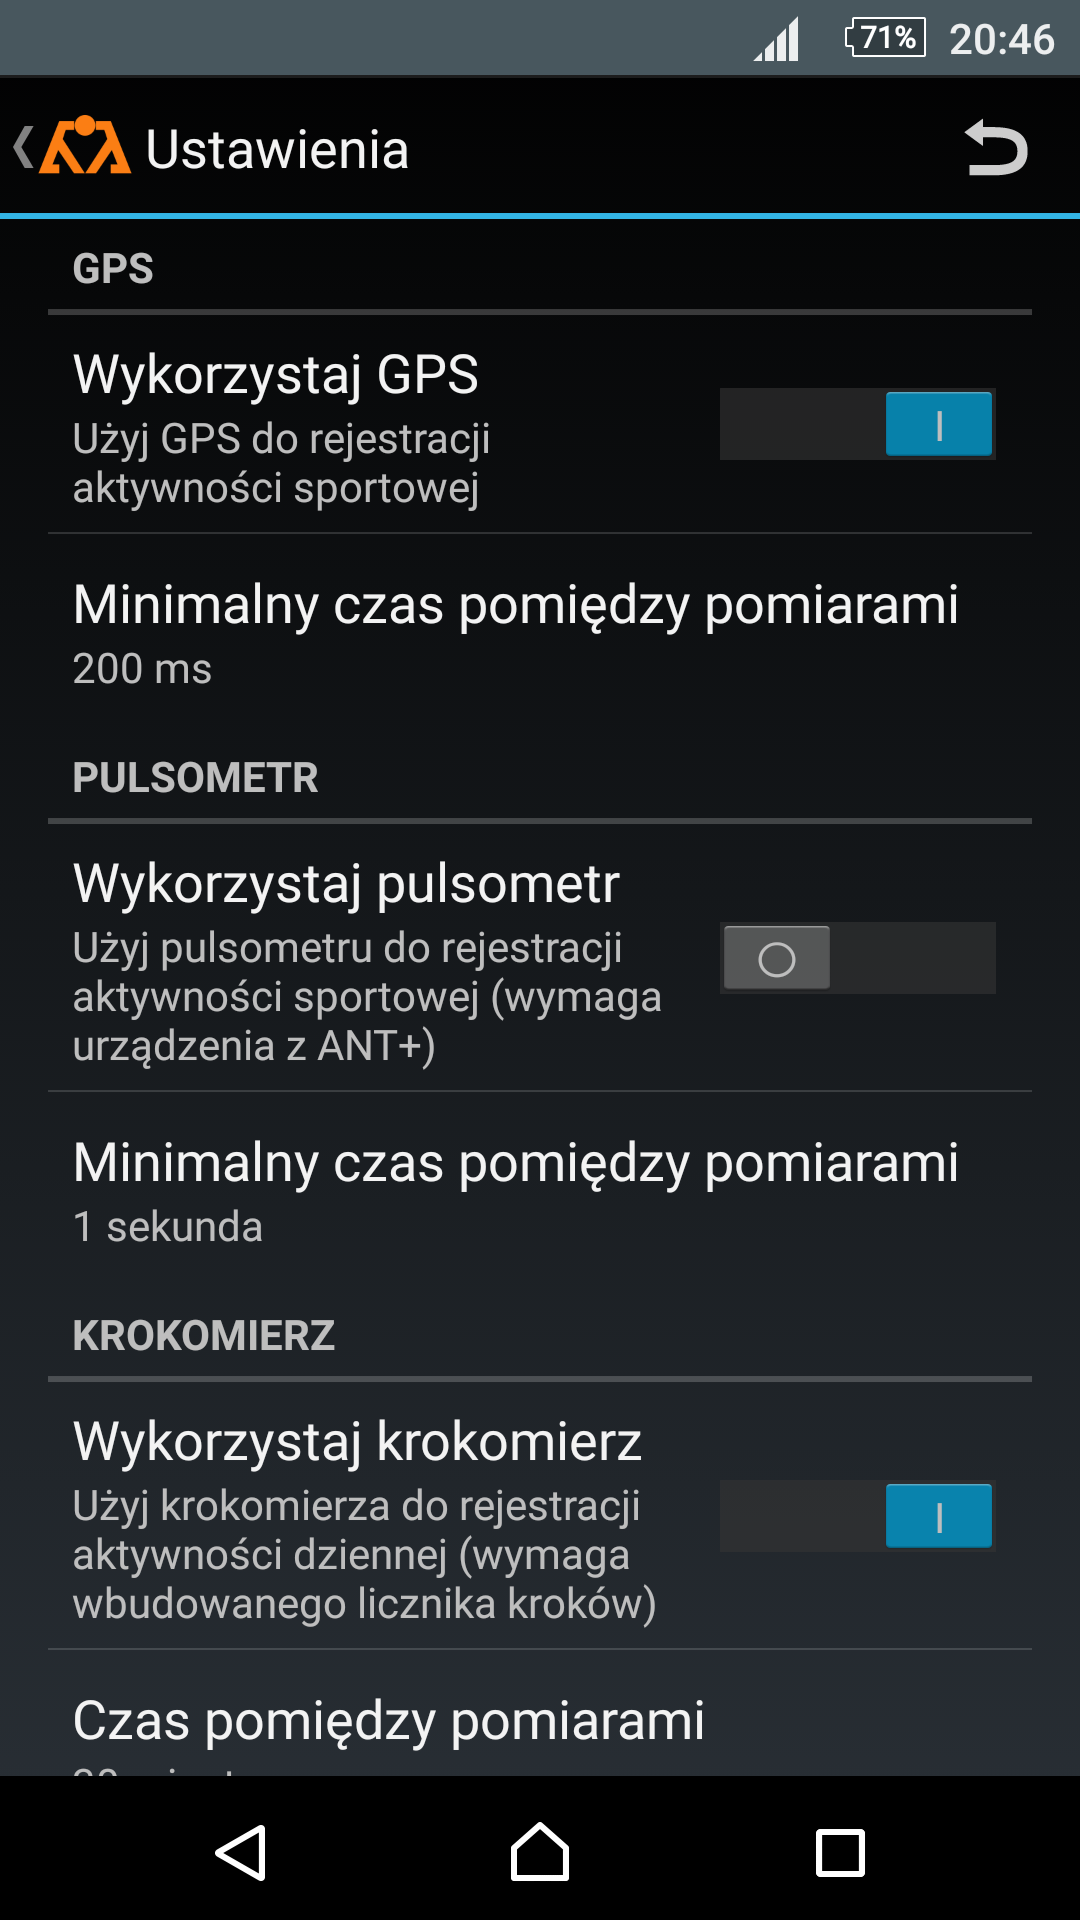 71% 20:46
Ustawienia
GPS
Wykorzystaj GPS
Użyj GPS do rejestracji
aktywności sportowej
Minimalny czas pomiędzy pomiarami
200 ms
PULSOMETR
Wykorzystaj pulsometr
Użyj pulsometru do rejestracji
aktywności sportowej (wymaga
urządzenia z ANT+)
Minimalny czas pomiędzy pomiarami
1 sekunda
KROKOMIERZ
Wykorzystaj krokomierz
Użyj krokomierza do rejestracji
aktywności dziennej (wymaga
wbudowanego licznika kroków)
Czas pomiędzy pomiarami